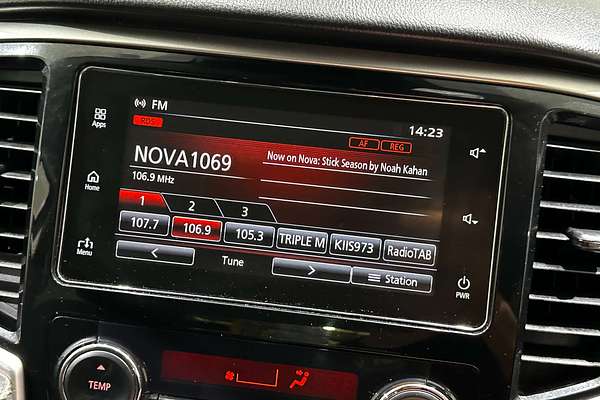 FM
14:23
RDS
AF REG
Apps
NOVA1069
Now on Nova: Stick Season by Noah Kahan
106.9 MHz
Home
1 2 3
107.7 106.9 105.3 TRIPLE M KIIS973 RadioTAB
Menu
< Tune > Station
PWR
TEMP